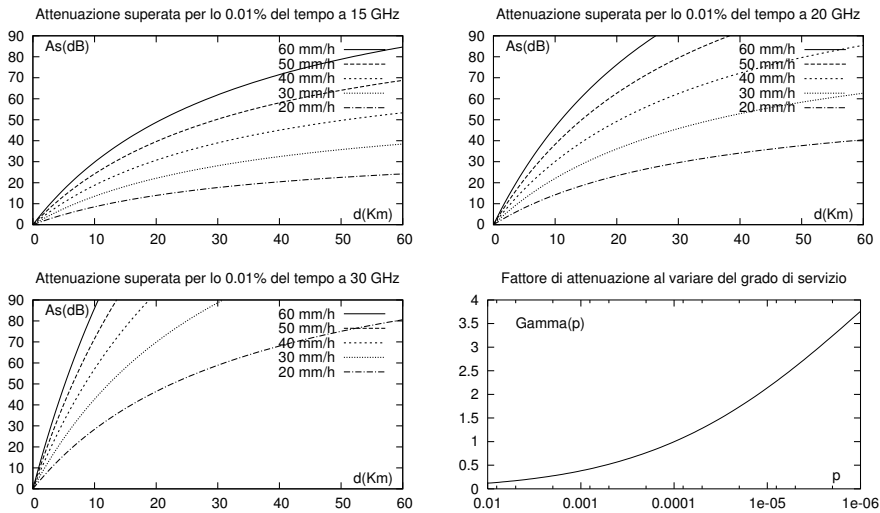 Attenuazione superata per lo 0.01% del tempo a 15 GHz
90
80
70
60
50
40
30
20
10
0
As(dB)
60 mm/h
50 mm/h
40 mm/h
30 mm/h
20 mm/h
d(Km)
0 10 20 30 40 50 60
Attenuazione superata per lo 0.01% del tempo a 20 GHz
90
80
70
60
50
40
30
20
10
0
As(dB)
60 mm/h
50 mm/h
40 mm/h
30 mm/h
20 mm/h
d(Km)
0 10 20 30 40 50 60
Attenuazione superata per lo 0.01% del tempo a 30 GHz
90
80
70
60
50
40
30
20
10
0
As(dB)
60 mm/h
50 mm/h
40 mm/h
30 mm/h
20 mm/h
d(Km)
0 10 20 30 40 50 60
Fattore di attenuazione al variare del grado di servizio
4
3.5
3
2.5
2
1.5
1
0.5
0
Gamma(p)
p
0.01 0.001 0.0001 1e-05 1e-06